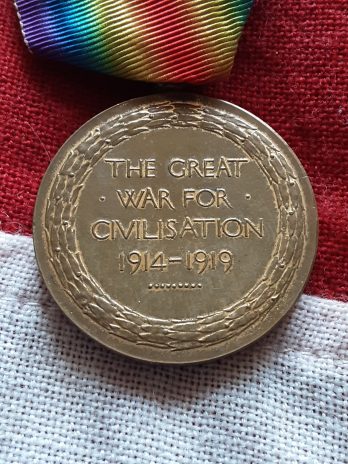 THE GREAT
· WAR FOR ·
CIVILISATION
1914-1919